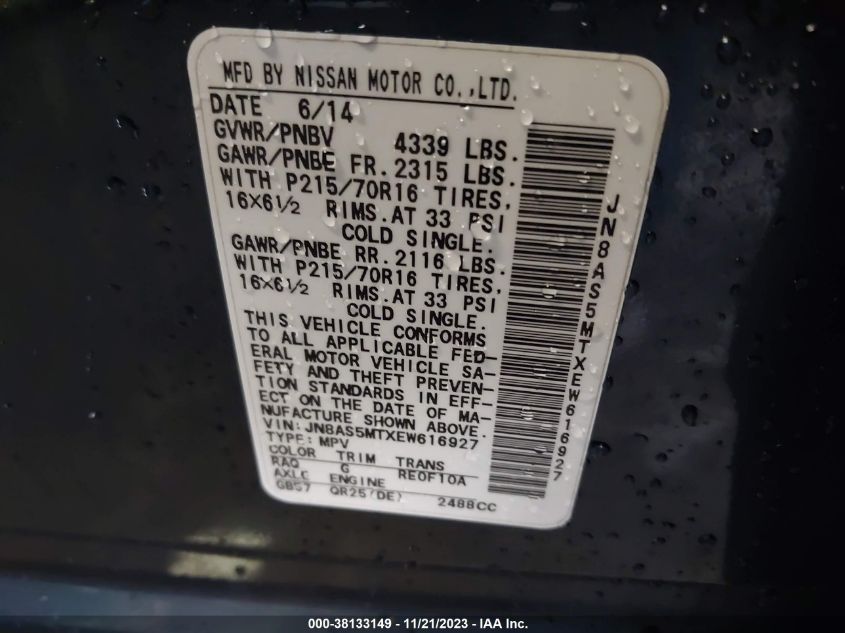 MFD BY NISSAN MOTOR CO.,LTD.
DATE 6/14
GVWR/PNBV 4339 LBS.
GAWR/PNBE FR. 2315 LBS.
WITH P215/70R16 TIRES,
16X6½ RIMS.AT 33 PSI
COLD SINGLE.
GAWR/PNBE RR. 2116 LBS.
WITH P215/70R16 TIRES,
16X6½ RIMS.AT 33 PSI
COLD SINGLE.
THIS VEHICLE CONFORMS
TO ALL APPLICABLE FED-
ERAL MOTOR VEHICLE SA-
FETY AND THEFT PREVEN-
TION STANDARDS IN EFF-
ECT ON THE DATE OF MA-
NUFACTURE SHOWN ABOVE.
VIN: JN8AS5MTXEW616927
TYPE: MPV
COLOR TRIM TRANS
RAQ G RE0F10A
AXLE ENGINE
GB57 QR25(DE) 2488CC
JN8AS5MTXEW616927
000-38133149 - 11/21/2023 - IAA Inc.